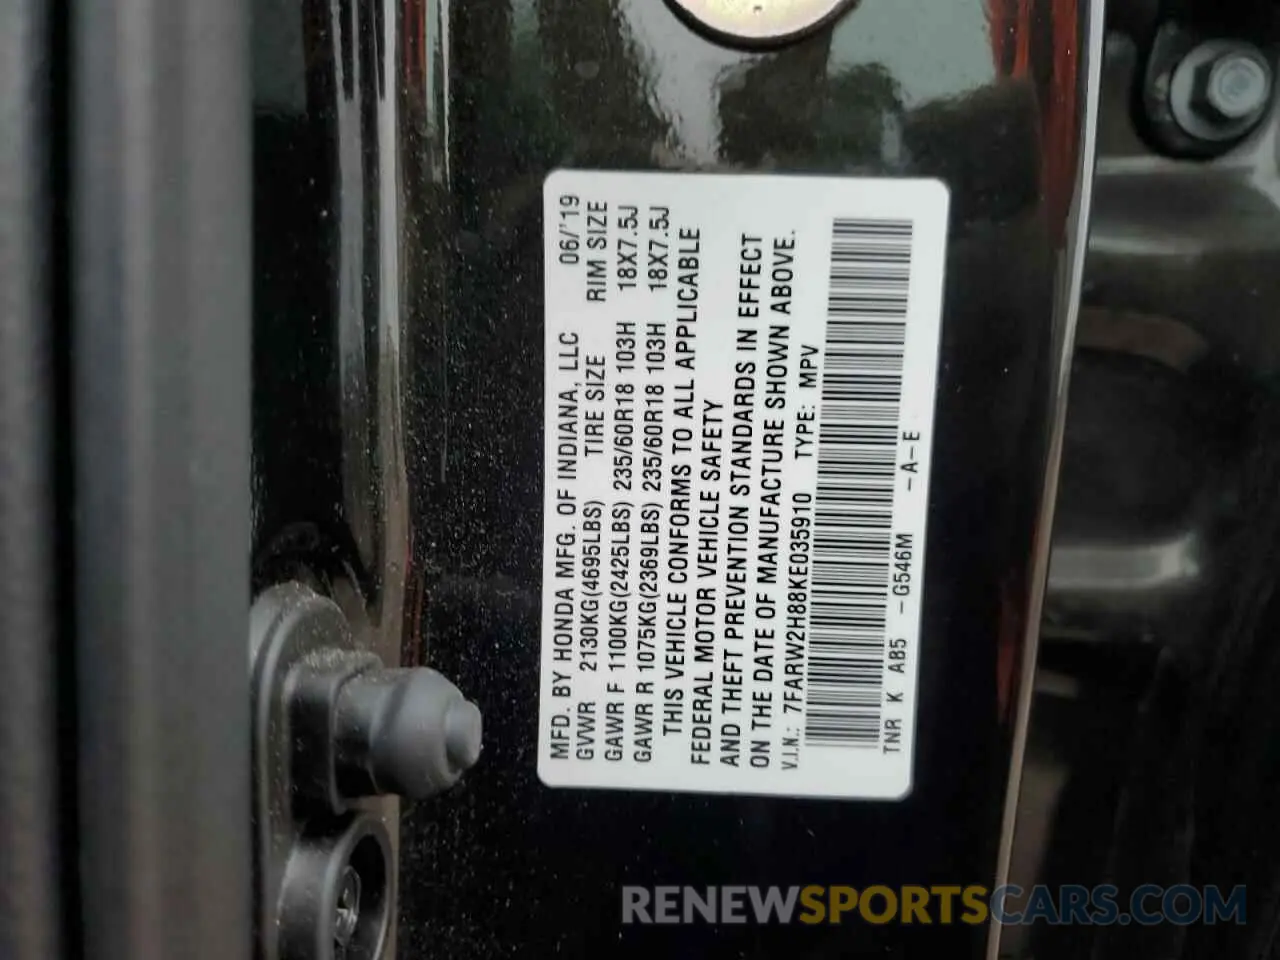 MFD. BY HONDA MFG. OF INDIANA, LLC 06/'19
GVWR 2130KG(4695LBS) TIRE SIZE RIM SIZE
GAWR F 1100KG(2425LBS) 235/60R18 103H 18X7.5J
GAWR R 1075KG(2369LBS) 235/60R18 103H 18X7.5J
THIS VEHICLE CONFORMS TO ALL APPLICABLE
FEDERAL MOTOR VEHICLE SAFETY
AND THEFT PREVENTION STANDARDS IN EFFECT
ON THE DATE OF MANUFACTURE SHOWN ABOVE.
V.I.N.: 7FARW2H88KE035910 TYPE: MPV
TNR K AB5 -G546M -A-E
RENEWSPORTSCARS.COM